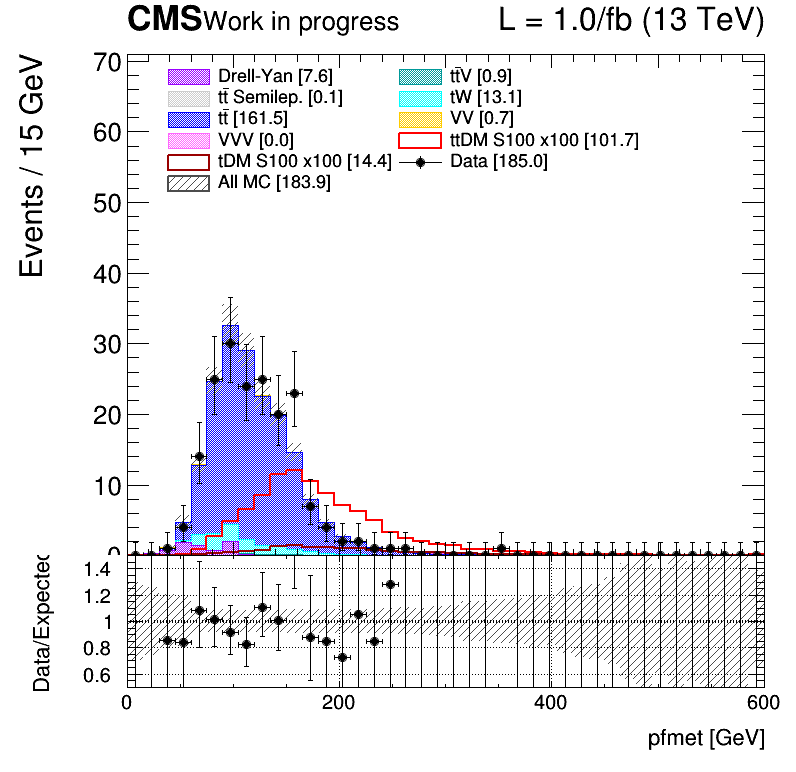 CMS Work in progress L = 1.0/fb (13 TeV)
Events / 15 GeV
70
60
50
40
30
20
10
0
Drell-Yan [7.6] tt̄V [0.9]
tt̄ Semilep. [0.1] tW [13.1]
tt̄ [161.5] VV [0.7]
VVV [0.0] ttDM S100 x100 [101.7]
tDM S100 x100 [14.4] Data [185.0]
All MC [183.9]
Data/Expected
1.4
1.2
1
0.8
0.6
0 200 400 600
pfmet [GeV]